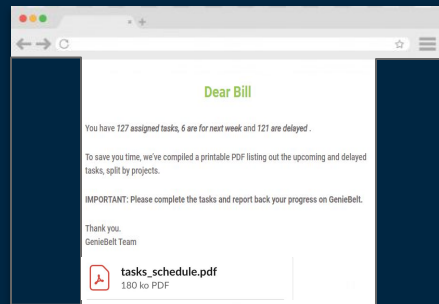 Dear Bill
You have 127 assigned tasks, 6 are for next week and 121 are delayed .
To save you time, we've compiled a printable PDF listing out the upcoming and delayed
tasks, split by projects.
IMPORTANT: Please complete the tasks and report back your progress on GenieBelt.
Thank you.
GenieBelt Team
tasks_schedule.pdf
180 ko PDF